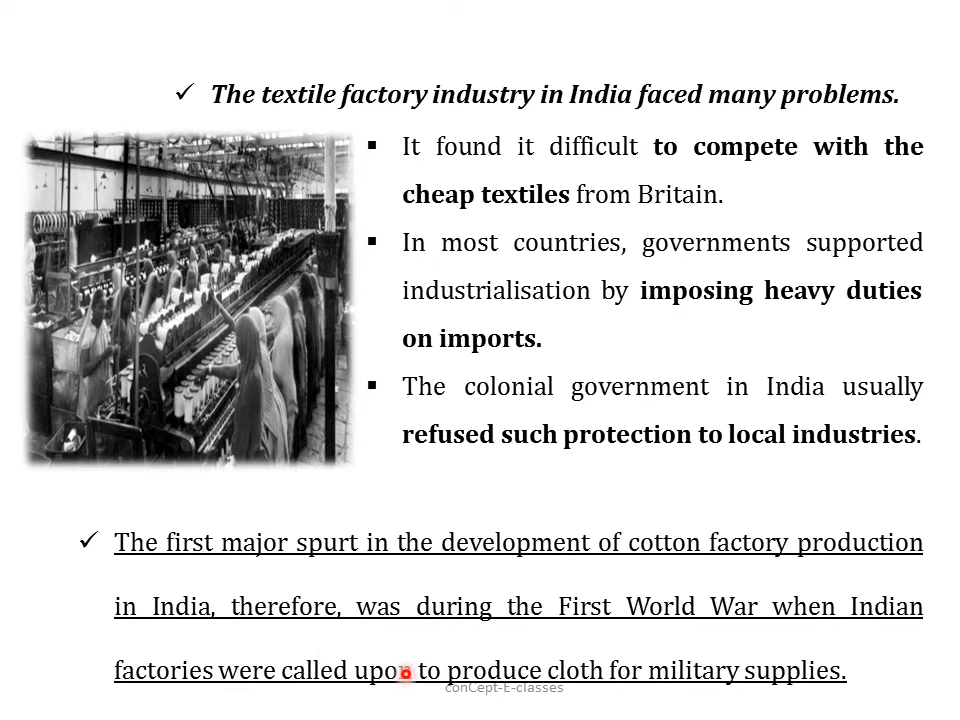 ✓ The textile factory industry in India faced many problems.
▪ It found it difficult to compete with the
cheap textiles from Britain.
▪ In most countries, governments supported
industrialisation by imposing heavy duties
on imports.
▪ The colonial government in India usually
refused such protection to local industries.
✓ The first major spurt in the development of cotton factory production
in India, therefore, was during the First World War when Indian
factories were called upon to produce cloth for military supplies.
conCept-E-classes